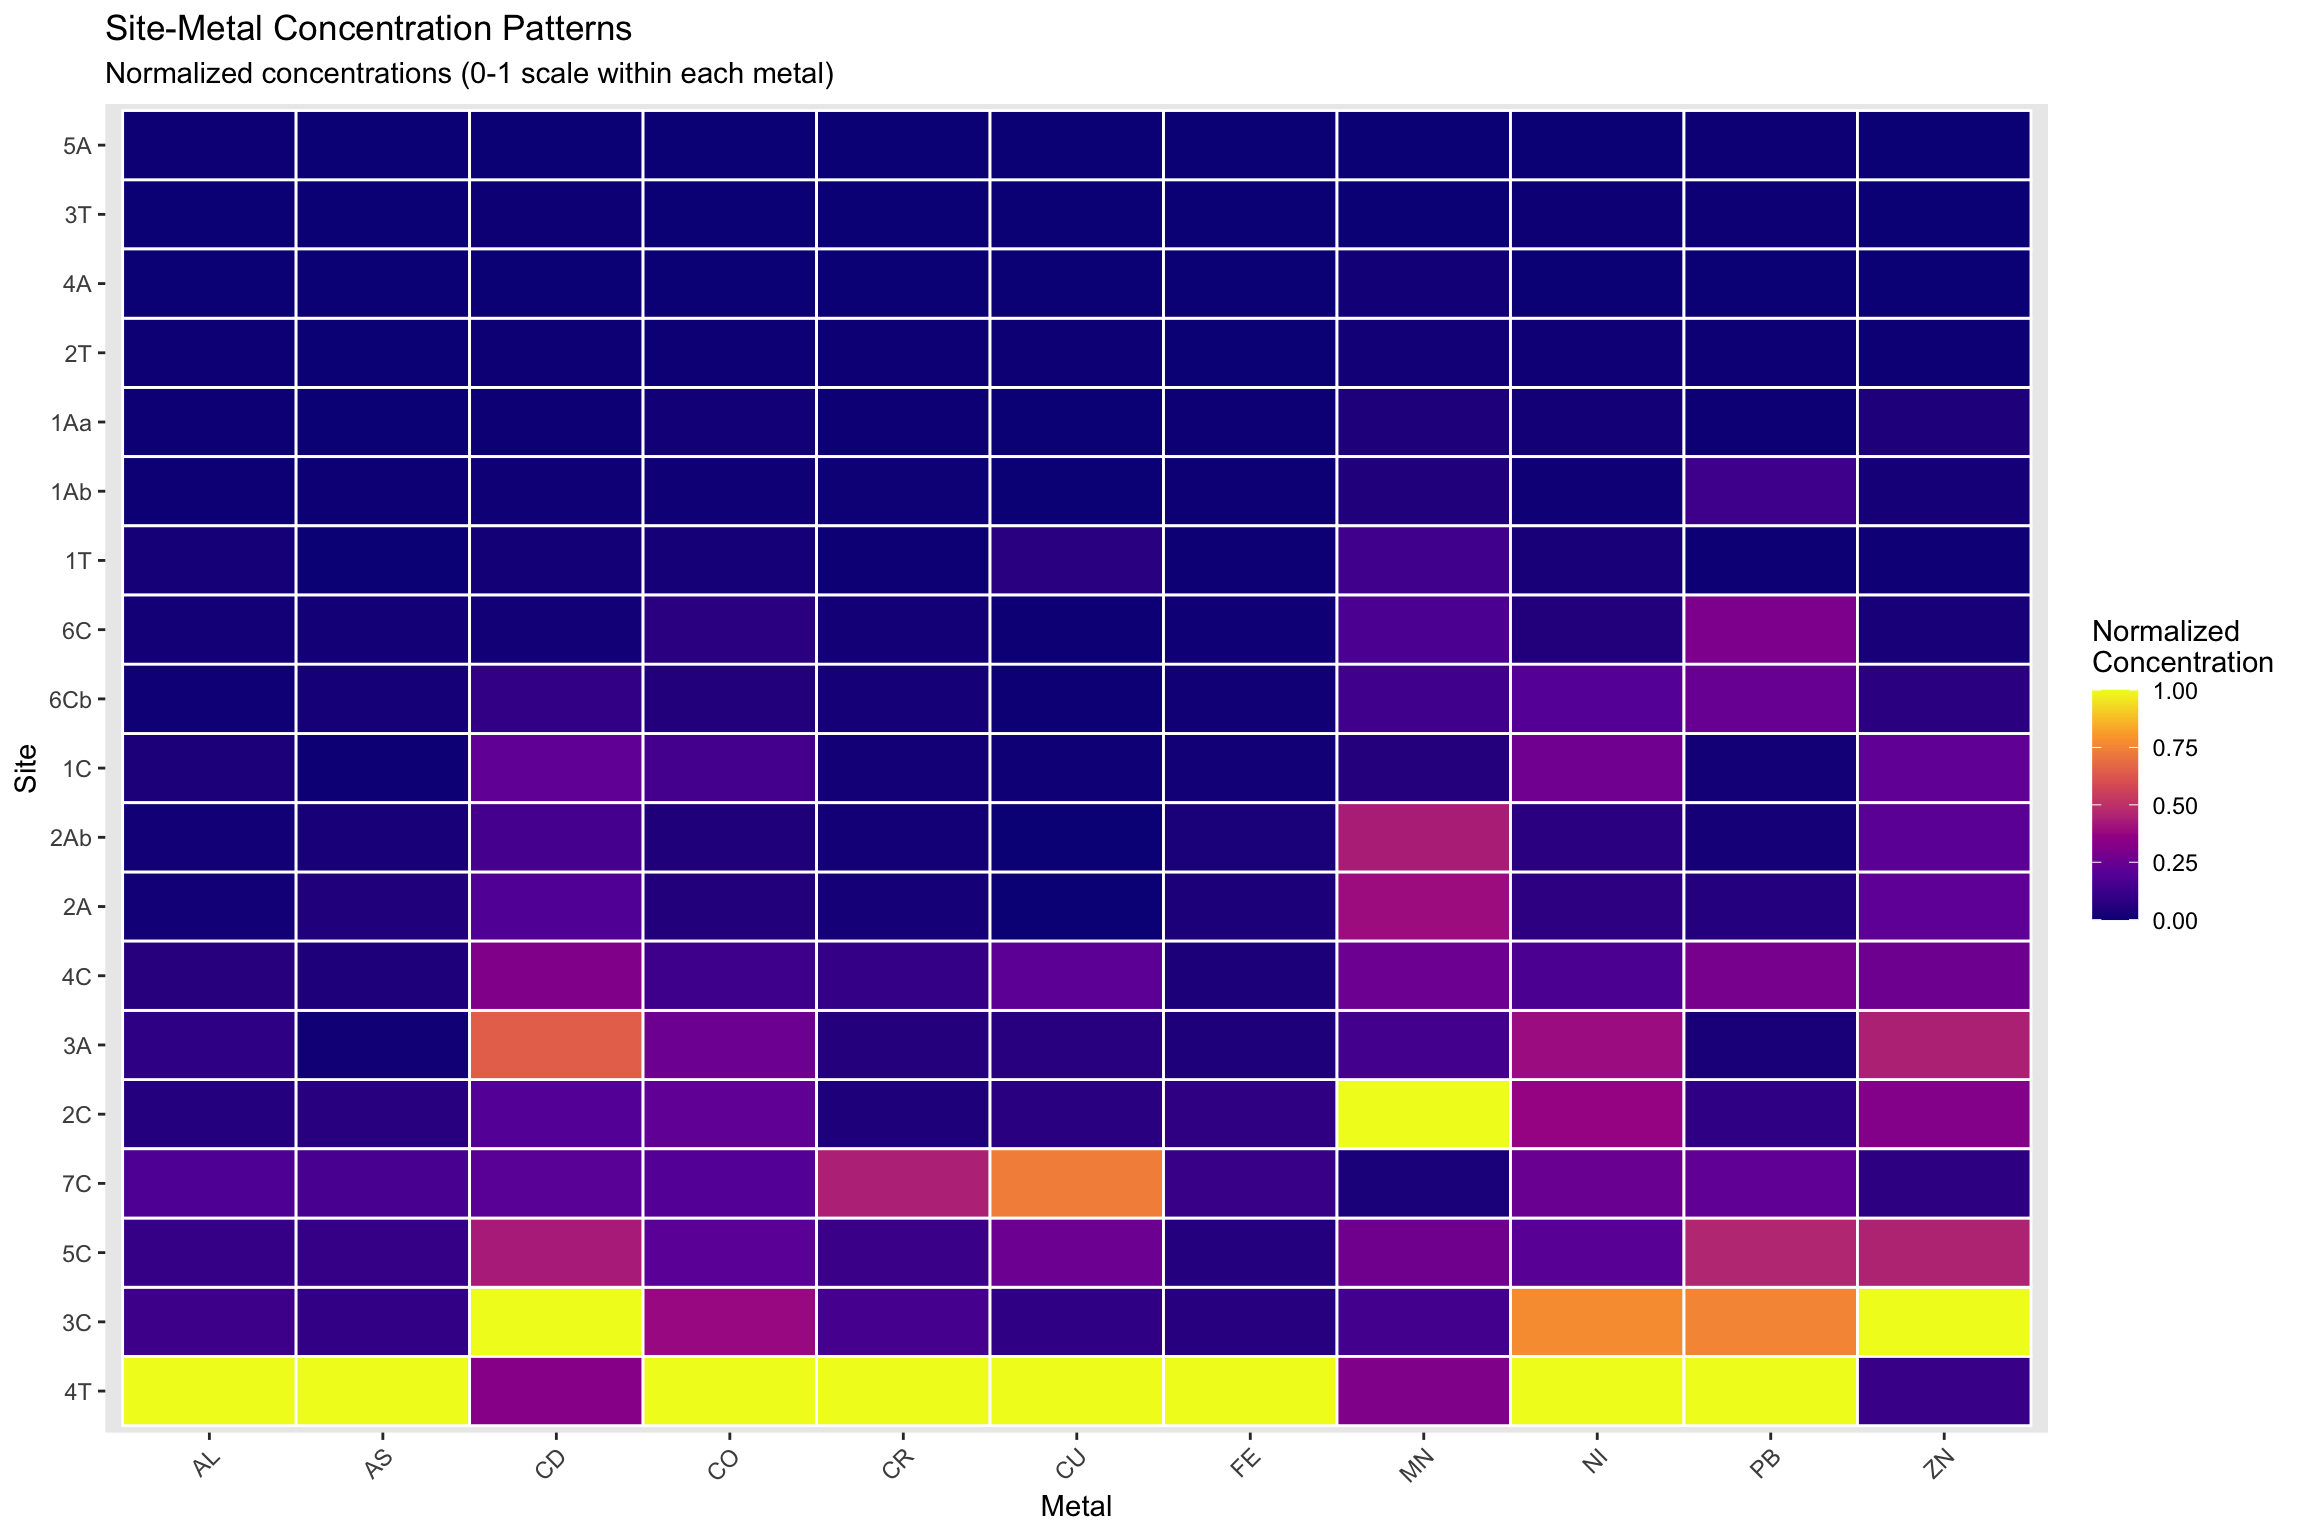 Site-Metal Concentration Patterns
Normalized concentrations (0-1 scale within each metal)
Site
5A
3T
4A
2T
1Aa
1Ab
1T
6C
6Cb
1C
2Ab
2A
4C
3A
2C
7C
5C
3C
4T
AL AS CD CO CR CU FE MN NI PB ZN
Metal
Normalized
Concentration
1.00
0.75
0.50
0.25
0.00